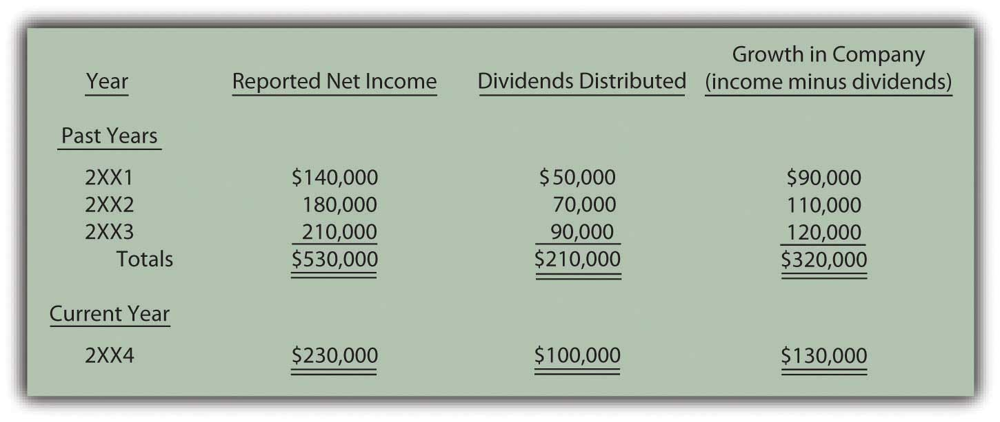 Growth in Company
Year Reported Net Income Dividends Distributed (income minus dividends)
Past Years
2XX1 $140,000 $50,000 $90,000
2XX2 180,000 70,000 110,000
2XX3 210,000 90,000 120,000
Totals $530,000 $210,000 $320,000
Current Year
2XX4 $230,000 $100,000 $130,000